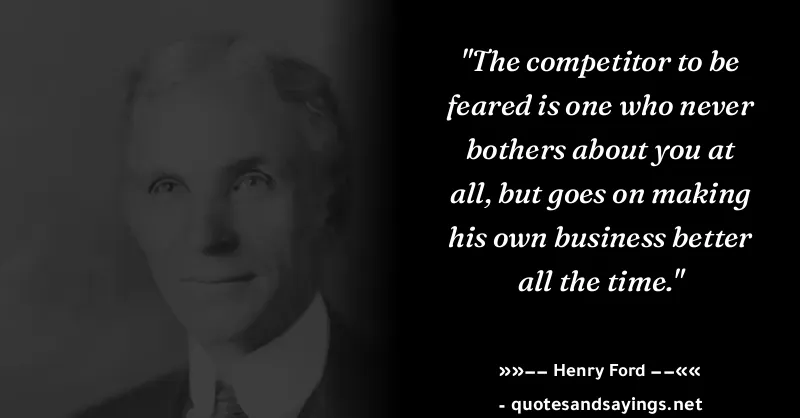 "The competitor to be
feared is one who never
bothers about you at
all, but goes on making
his own business better
all the time."
»»–– Henry Ford ––««
- quotesandsayings.net